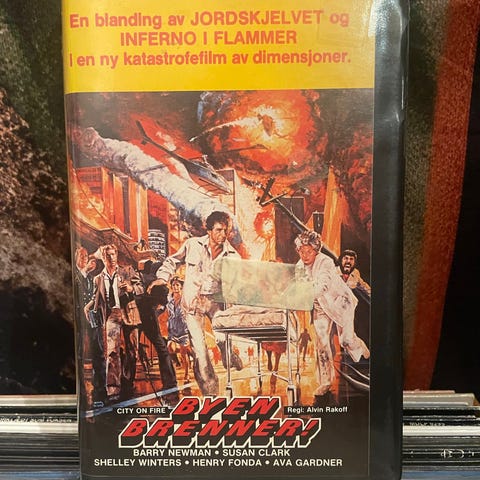 En blanding av JORDSKJELVET og
INFERNO I FLAMMER
i en ny katastrofefilm av dimensjoner.
CITY ON FIRE
BYEN
Regi: Alvin Rakoff
BRENNER!
BARRY NEWMAN • SUSAN CLARK
SHELLEY WINTERS • HENRY FONDA • AVA GARDNER